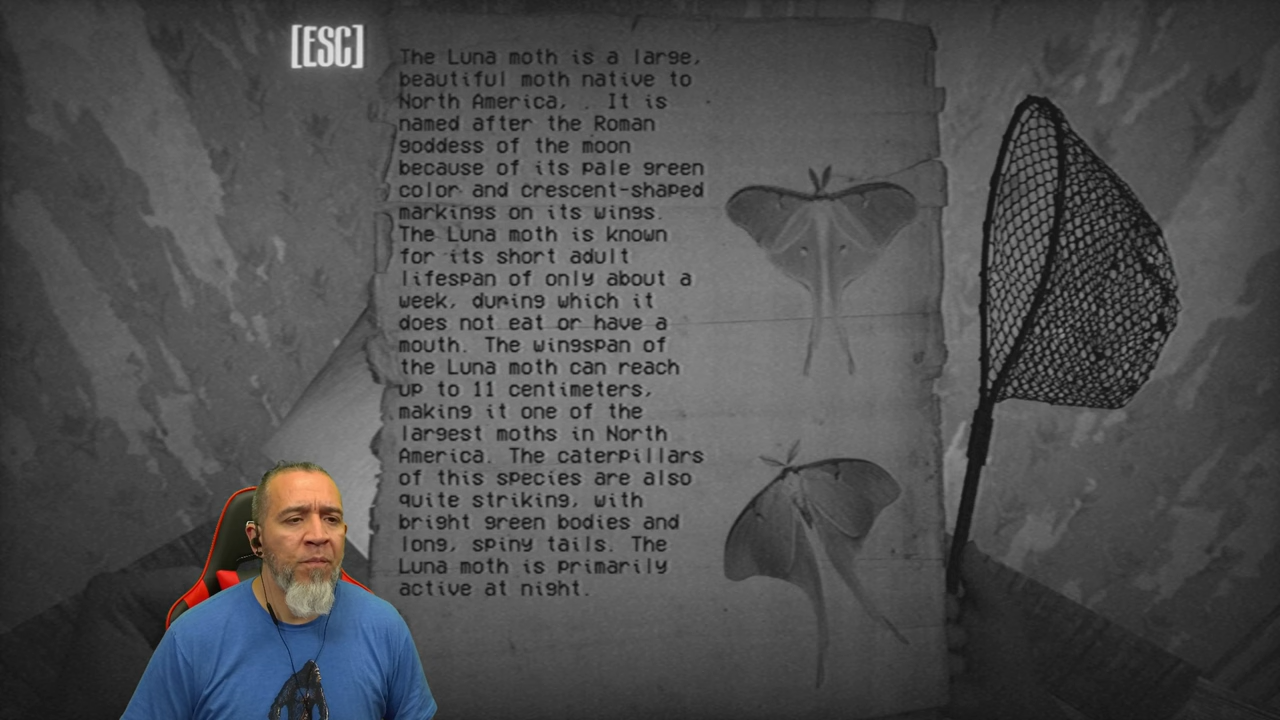 [ESC]
The Luna moth is a large,
beautiful moth native to
North America, . It is
named after the Roman
goddess of the moon
because of its pale green
color and crescent-shaped
markings on its wings.
The Luna moth is known
for its short adult
lifespan of only about a
week, during which it
does not eat or have a
mouth. The wingspan of
the Luna moth can reach
up to 11 centimeters,
making it one of the
largest moths in North
America. The caterpillars
of this species are also
quite striking, with
bright green bodies and
long, spiny tails. The
Luna moth is primarily
active at night.